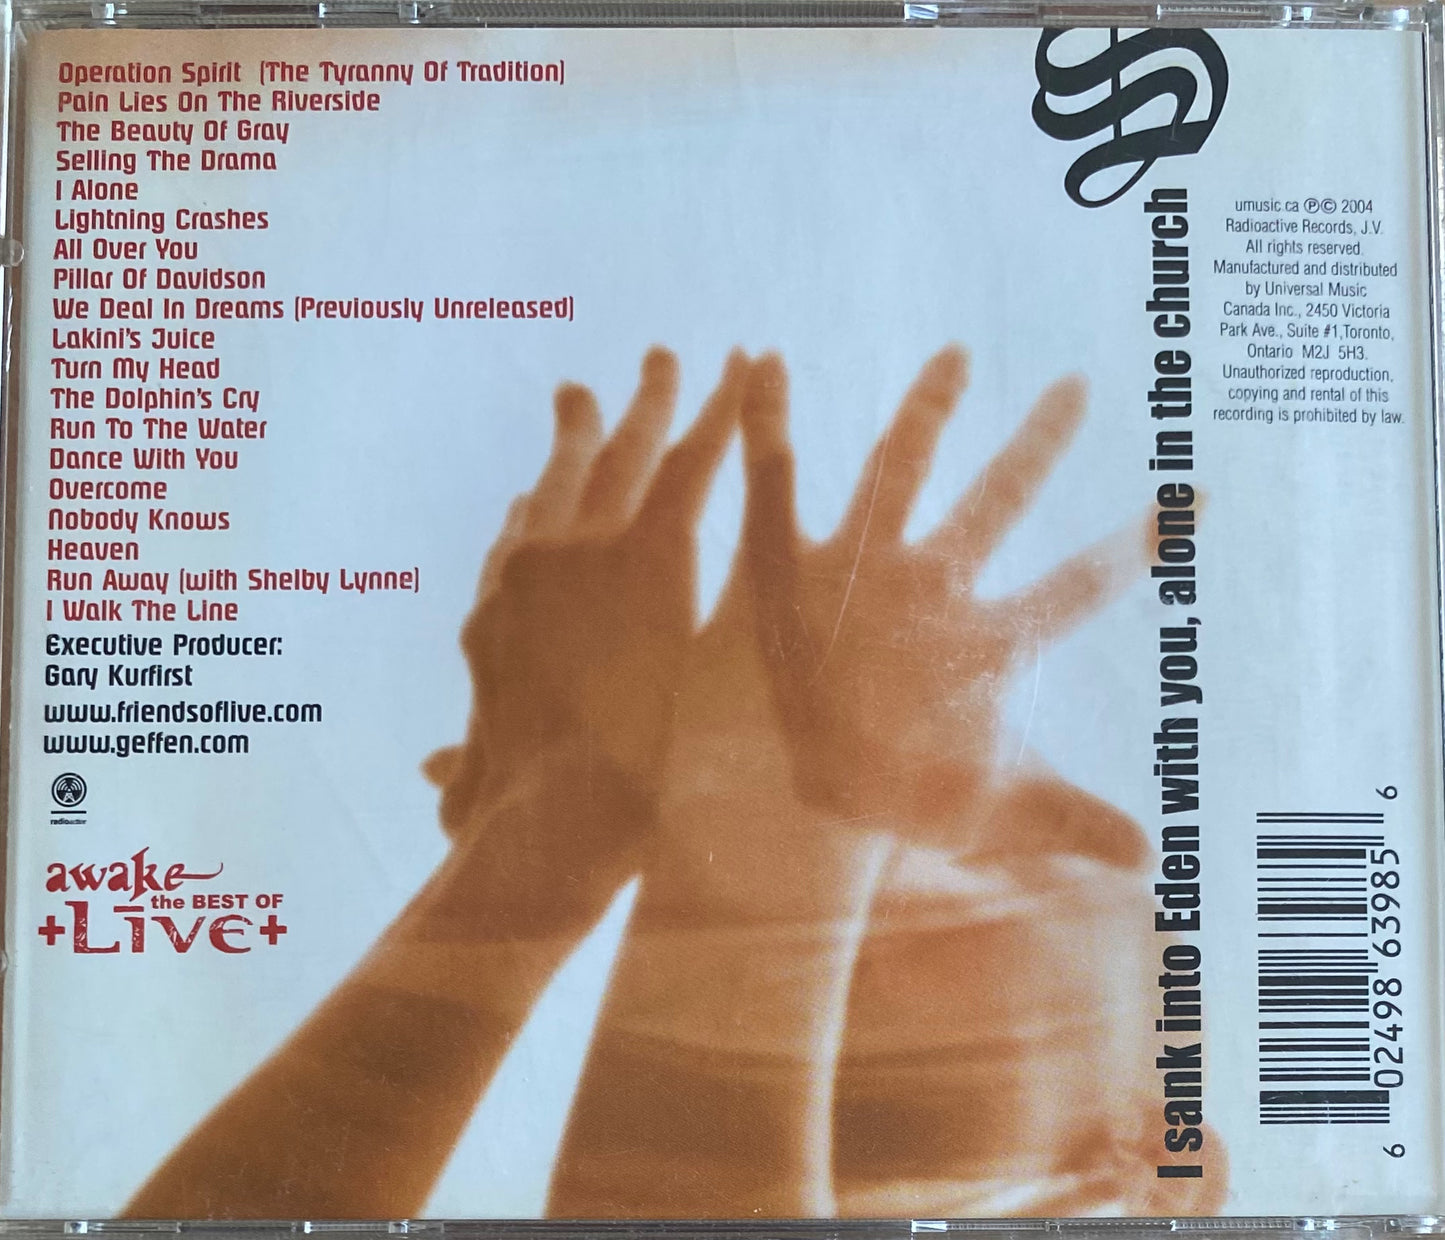 Operation Spirit (The Tyranny Of Tradition)
Pain Lies On The Riverside
The Beauty Of Gray
Selling The Drama
I Alone
Lightning Crashes
All Over You
Pillar Of Davidson
We Deal In Dreams (Previously Unreleased)
Lakini's Juice
Turn My Head
The Dolphin's Cry
Run To The Water
Dance With You
Overcome
Nobody Knows
Heaven
Run Away (with Shelby Lynne)
I Walk The Line
Executive Producer:
Gary Kurfirst
www.friendsoflive.com
www.geffen.com
radioactive
awake
the BEST OF
+LĪVE+
I sank into Eden with you, alone in the church
umusic.ca ℗© 2004
Radioactive Records, J.V.
All rights reserved.
Manufactured and distributed
by Universal Music
Canada Inc., 2450 Victoria
Park Ave., Suite #1,Toronto,
Ontario M2J 5H3.
Unauthorized reproduction,
copying and rental of this
recording is prohibited by law.
6 02498 63985 6